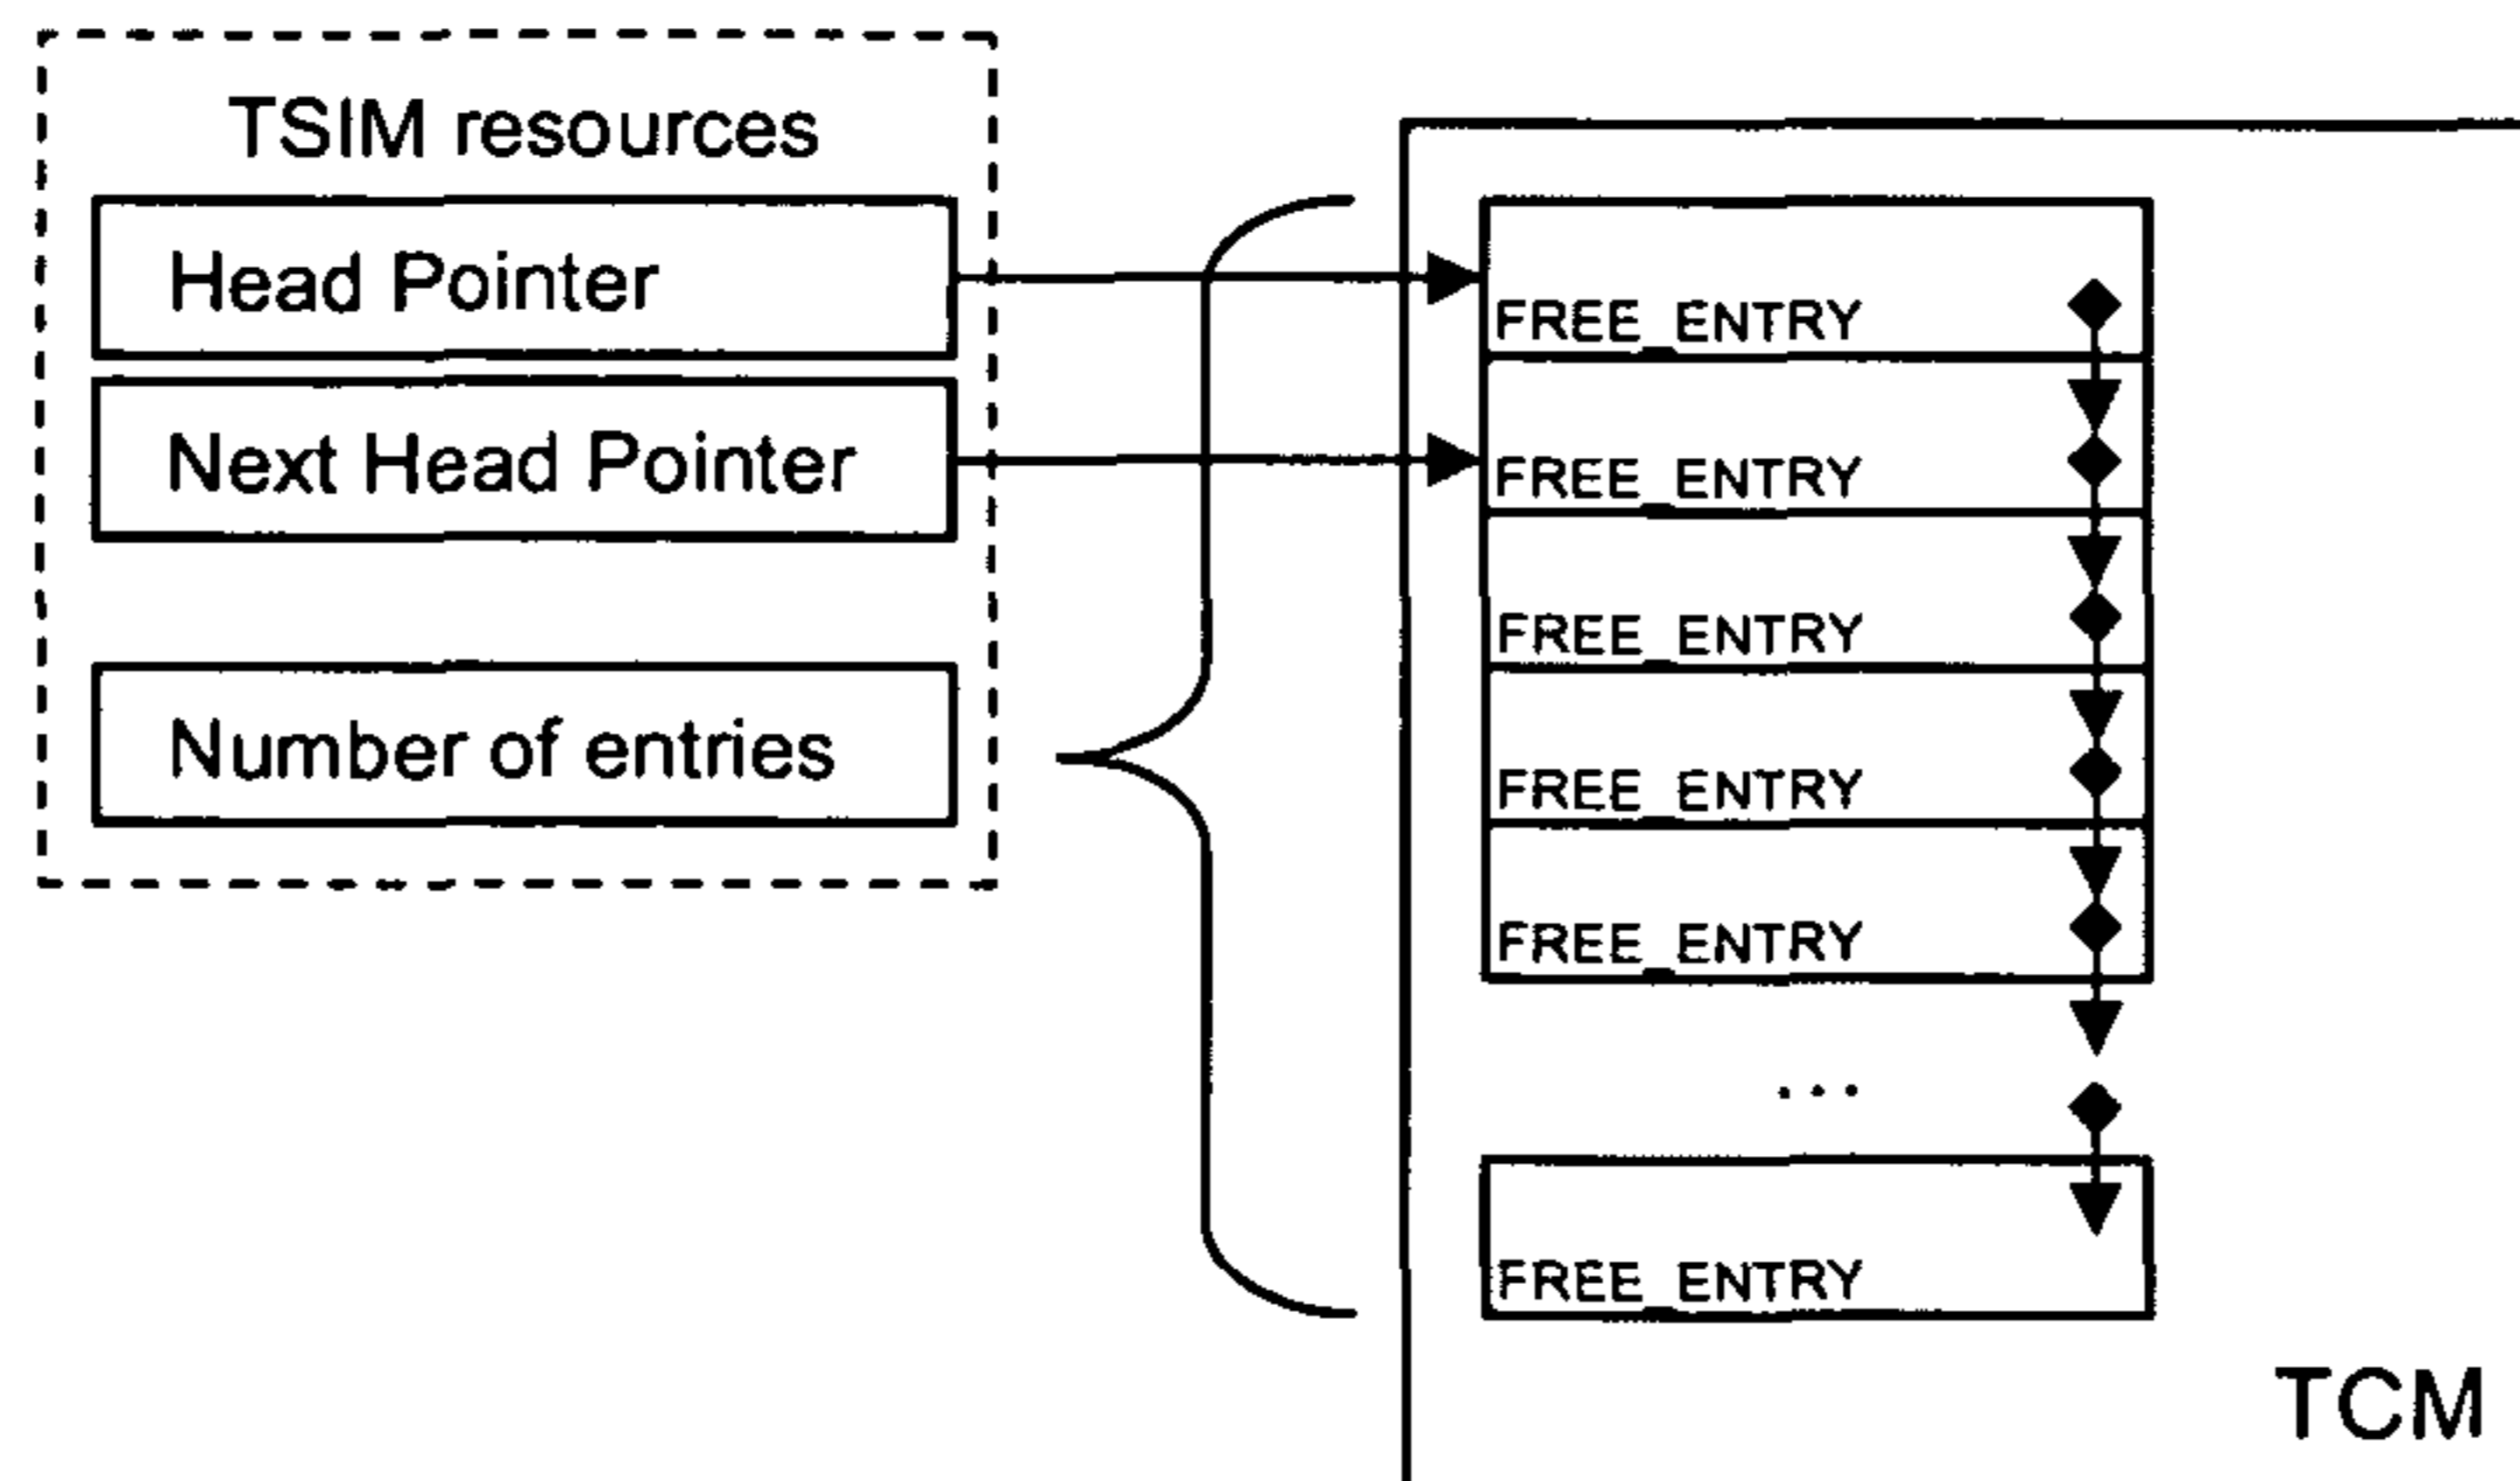 TSIM resources
Head Pointer
Next Head Pointer
Number of entries
FREE_ENTRY
FREE_ENTRY
FREE_ENTRY
FREE_ENTRY
FREE_ENTRY
...
FREE_ENTRY
TCM